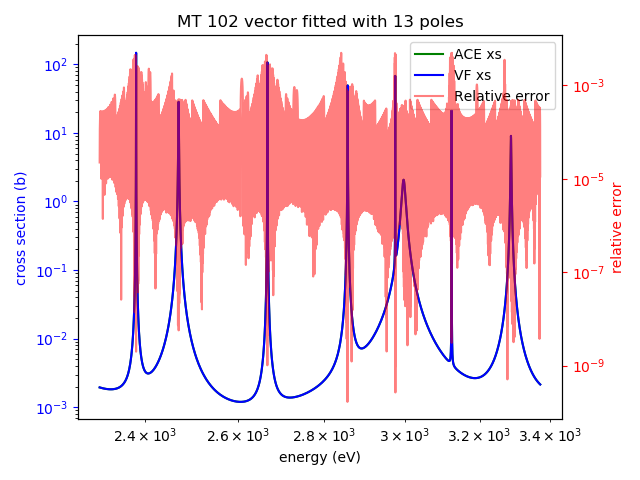 MT 102 vector fitted with 13 poles
ACE xs
VF xs
Relative error
10²
10¹
10⁰
10⁻¹
10⁻²
10⁻³
cross section (b)
10⁻³
10⁻⁵
10⁻⁷
10⁻⁹
relative error
2.4 × 10³ 2.6 × 10³ 2.8 × 10³ 3 × 10³ 3.2 × 10³ 3.4 × 10³
energy (eV)